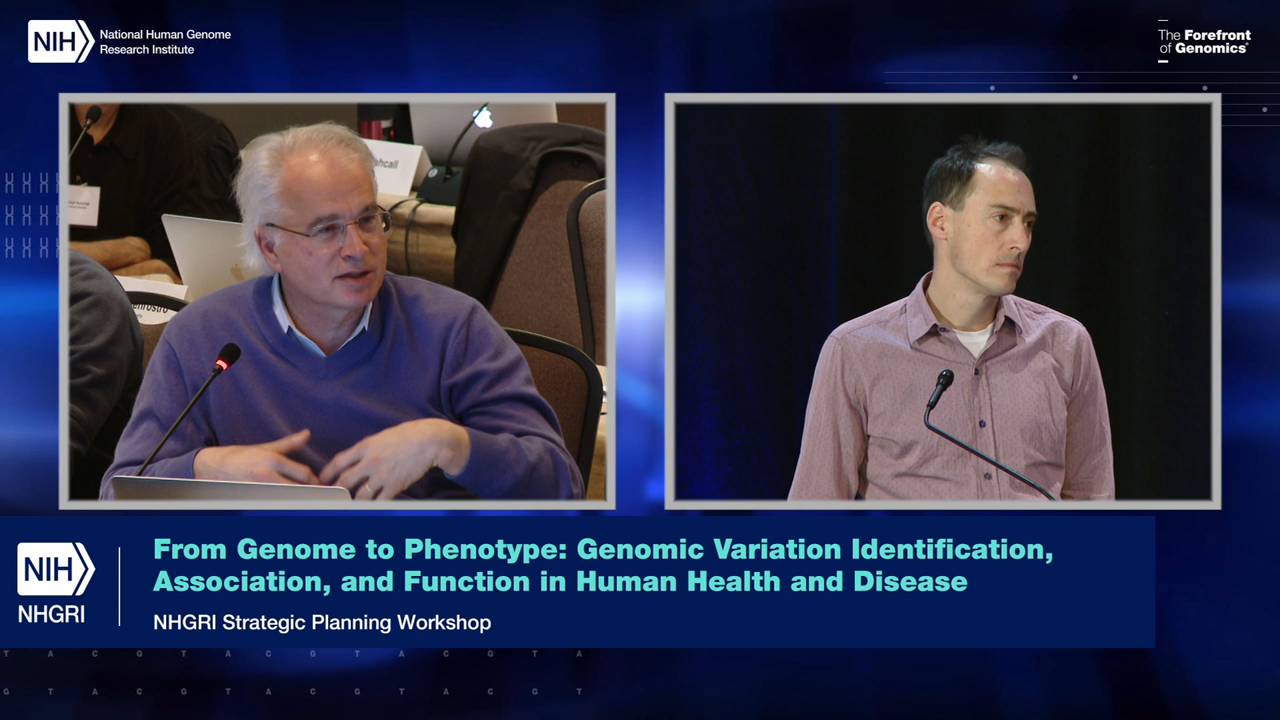 NIH
National Human Genome
Research Institute
The Forefront
of Genomics®
NIH
NHGRI
From Genome to Phenotype: Genomic Variation Identification,
Association, and Function in Human Health and Disease
NHGRI Strategic Planning Workshop
T A C G T A C G T A C G T A
G T A C G T A C G T A C G T